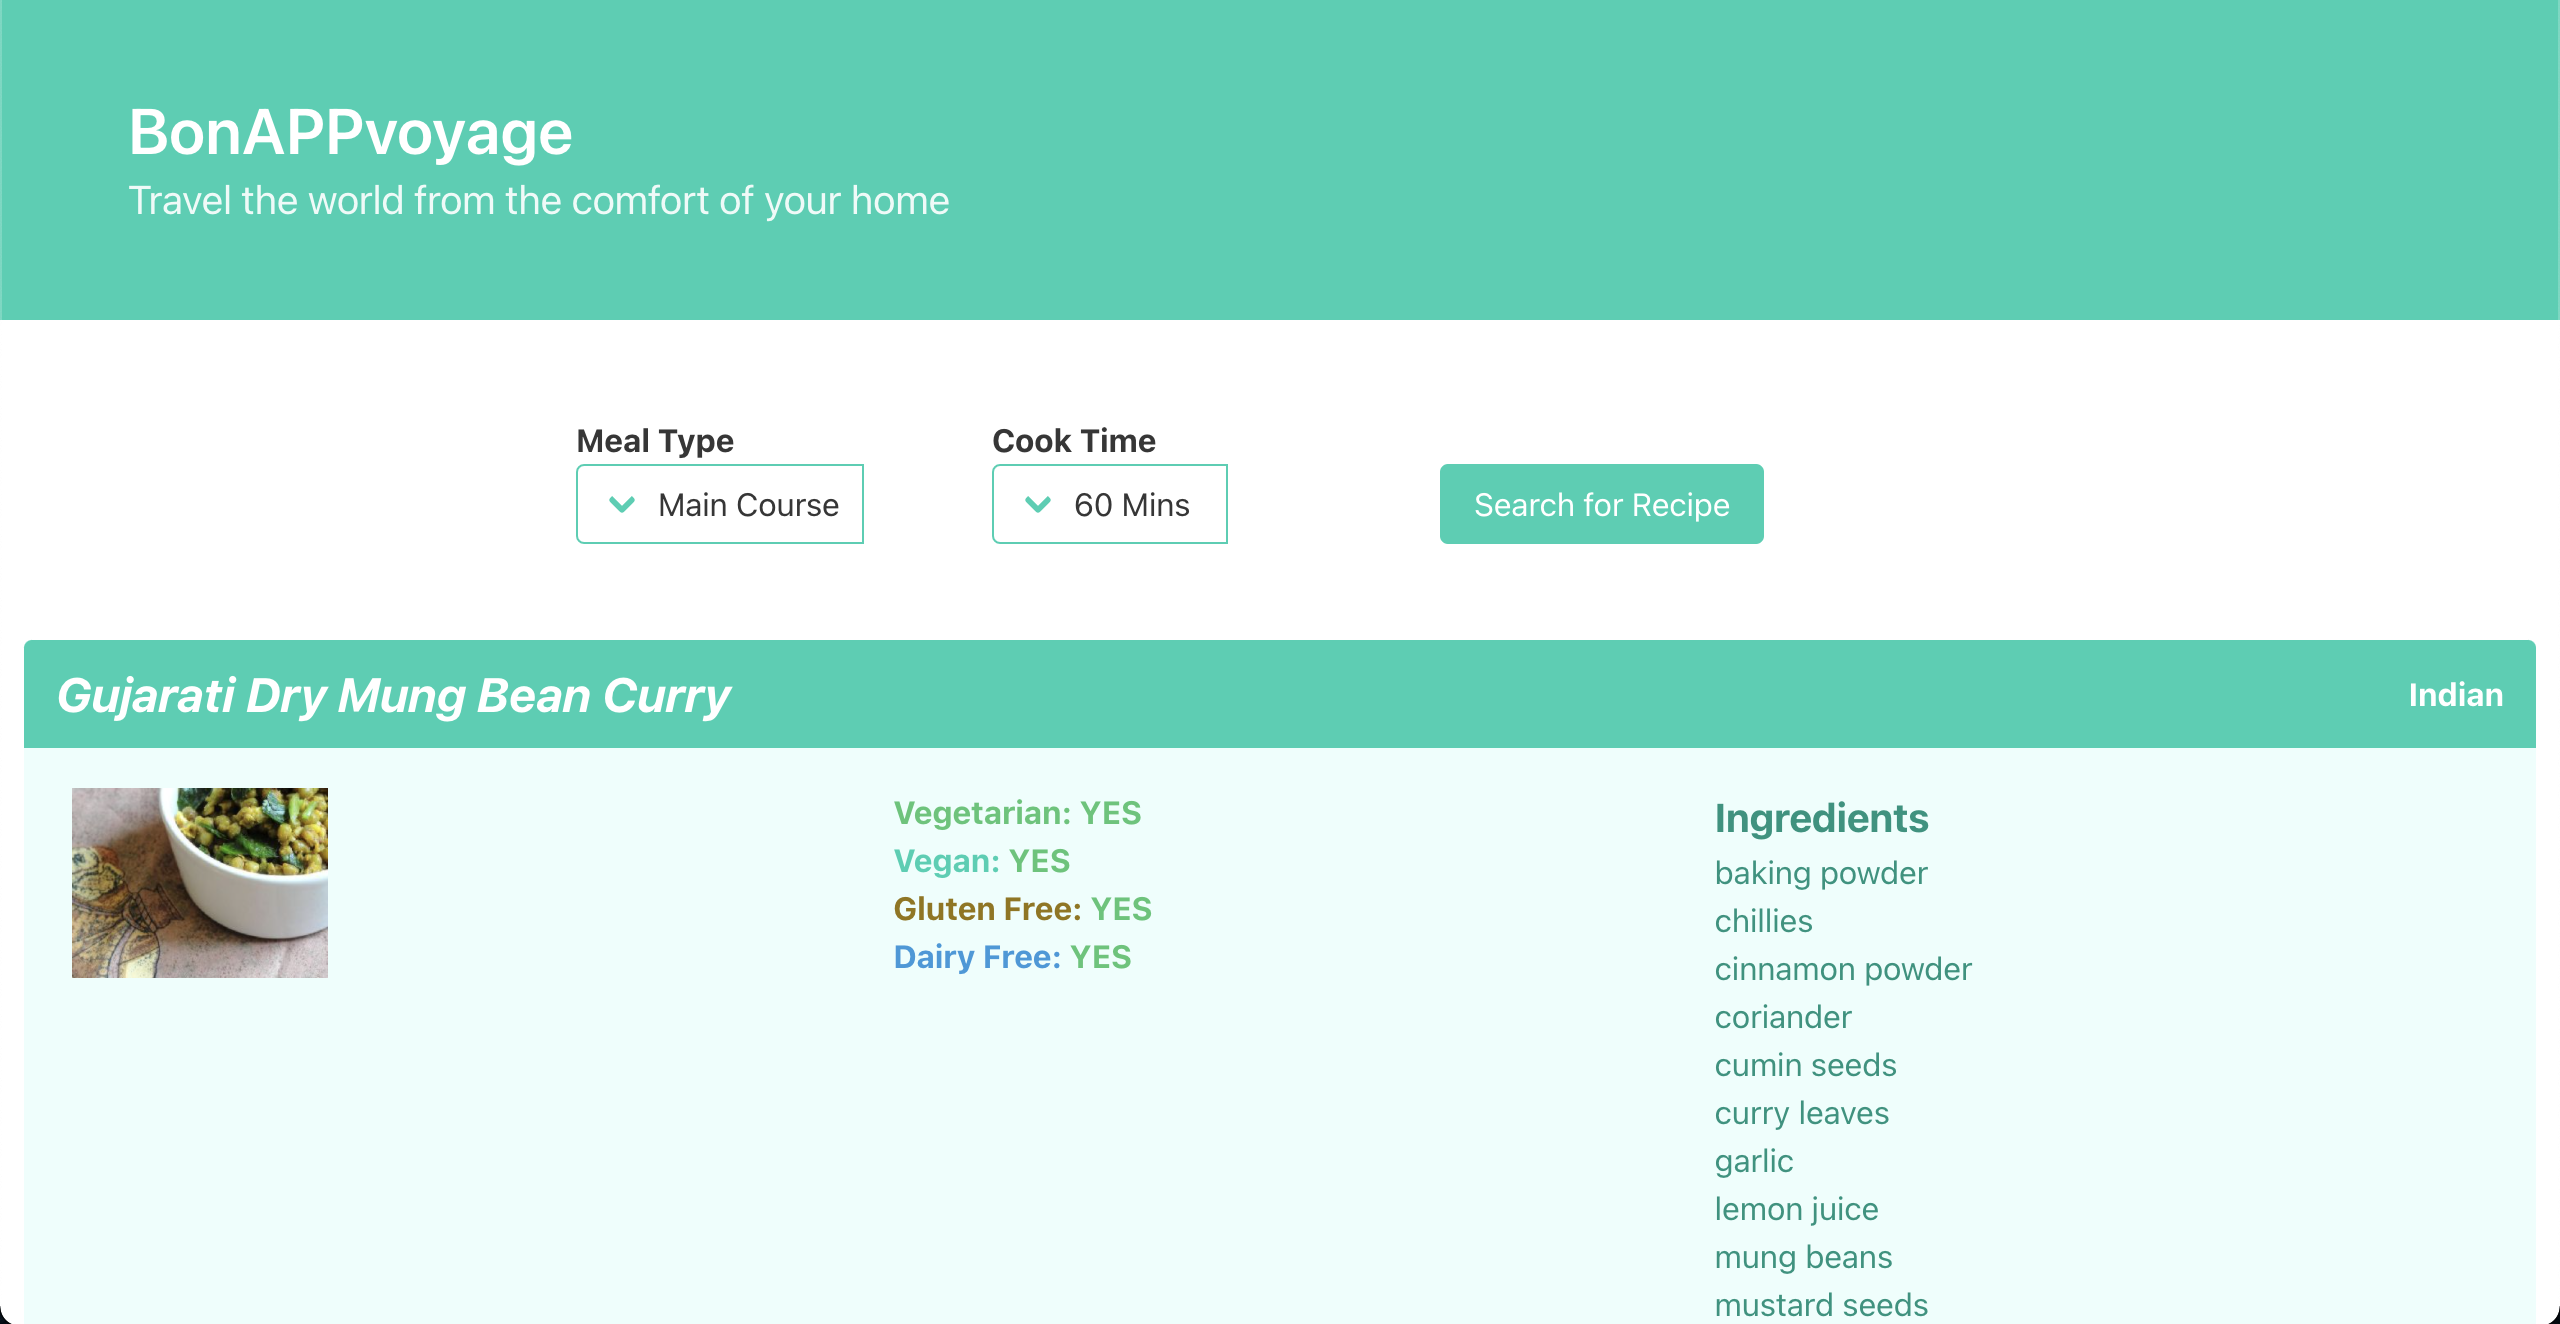 BonAPPvoyage
Travel the world from the comfort of your home
Meal Type
Cook Time
Main Course
60 Mins
Search for Recipe
Gujarati Dry Mung Bean Curry
Indian
Vegetarian: YES
Vegan: YES
Gluten Free: YES
Dairy Free: YES
Ingredients
baking powder
chillies
cinnamon powder
coriander
cumin seeds
curry leaves
garlic
lemon juice
mung beans
mustard seeds